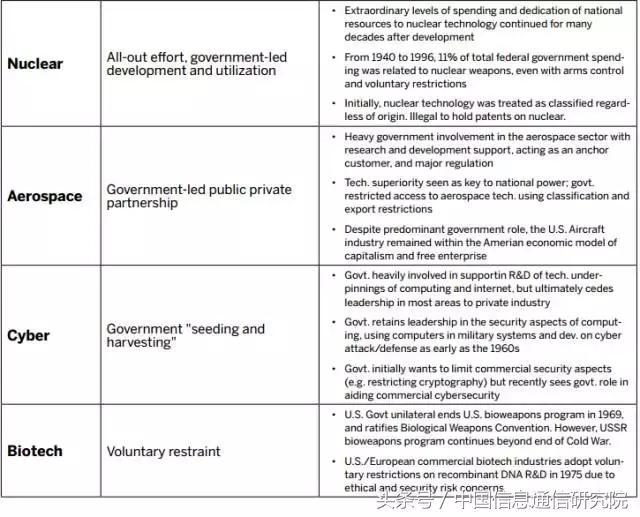 Nuclear
All-out effort, government-led
development and utilization
• Extraordinary levels of spending and dedication of national
resources to nuclear technology continued for many
decades after development
• From 1940 to 1996, 11% of total federal government spend-
ing was related to nuclear weapons, even with arms control
and voluntary restrictions
• Initially, nuclear technology was treated as classified regard-
less of origin. Illegal to hold patents on nuclear.
Aerospace
Government-led public private
partnership
• Heavy government involvement in the aerospace sector with
research and development support, acting as an anchor
customer, and major regulation
• Tech. superiority seen as key to national power; govt.
restricted access to aerospace tech. using classification and
export restrictions
• Despite predominant government role, the U.S. Aircraft
industry remained within the Amerian economic model of
capitalism and free enterprise
Cyber
Government "seeding and
harvesting"
• Govt. heavily involved in supportin R&D of tech. under-
pinnings of computing and internet, but ultimately cedes
leadership in most areas to private industry
• Govt. retains leadership in the security aspects of comput-
ing, using computers in military systems and dev. on cyber
attack/defense as early as the 1960s
• Govt. initially wants to limit commercial security aspects
(e.g. restricting cryptography) but recently sees govt. role in
aiding commercial cybersecurity
Biotech
Voluntary restraint
• U.S. Govt unilateral ends U.S. bioweapons program in 1969,
and ratifies Biological Weapons Convention. However, USSR
bioweapons program continues beyond end of Cold War.
• U.S./European commercial biotech industries adopt volun-
tary restrictions on recombinant DNA R&D in 1975 due to
ethical and security risk concerns
头条号/中国信息通信研究院